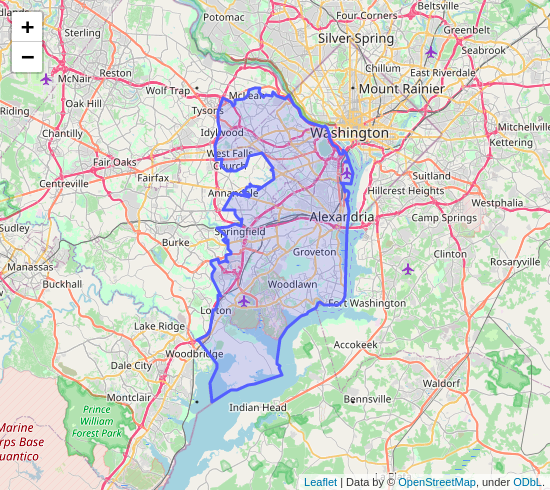 +
−
Potomac
Four Corners
Beltsville
Sterling
Silver Spring
Greenbelt
Seabrook
McNair
Reston
Wolf Trap
Chillum
East Riverdale
Oak Hill
McLean
Mount Rainier
Riding
Tysons
Chantilly
Idylwood
Washington
Mitchellville
Kettering
Fair Oaks
West Falls
Church
Centreville
Fairfax
Suitland
Annandale
Hillcrest Heights
Westphalia
Alexandria
Camp Springs
Sudley
Springfield
Burke
Groveton
Clinton
Rosaryville
Manassas
Buckhall
Woodlawn
Lorton
Fort Washington
Lake Ridge
Accokeek
Woodbridge
Dale City
Waldorf
Montclair
Bennsville
Prince
William
Forest Park
Indian Head
Marine
rps Base
uantico
Leaflet | Data by © OpenStreetMap, under ODbL.